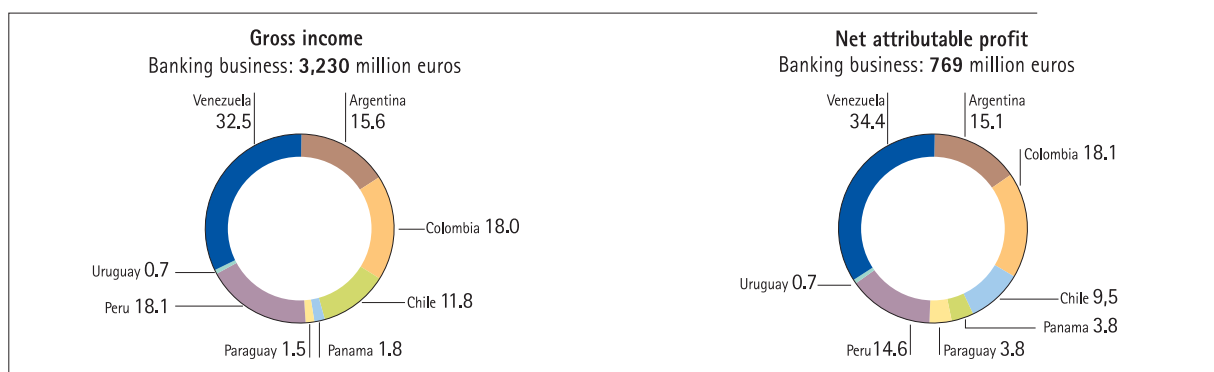 Gross income
Banking business: 3,230 million euros
Venezuela
32.5
Argentina
15.6
Colombia 18.0
Uruguay 0.7
Peru 18.1
Chile 11.8
Paraguay 1.5
Panama 1.8
Net attributable profit
Banking business: 769 million euros
Venezuela
34.4
Argentina
15.1
Colombia 18.1
Uruguay 0.7
Chile 9,5
Panama 3.8
Peru 14.6
Paraguay 3.8